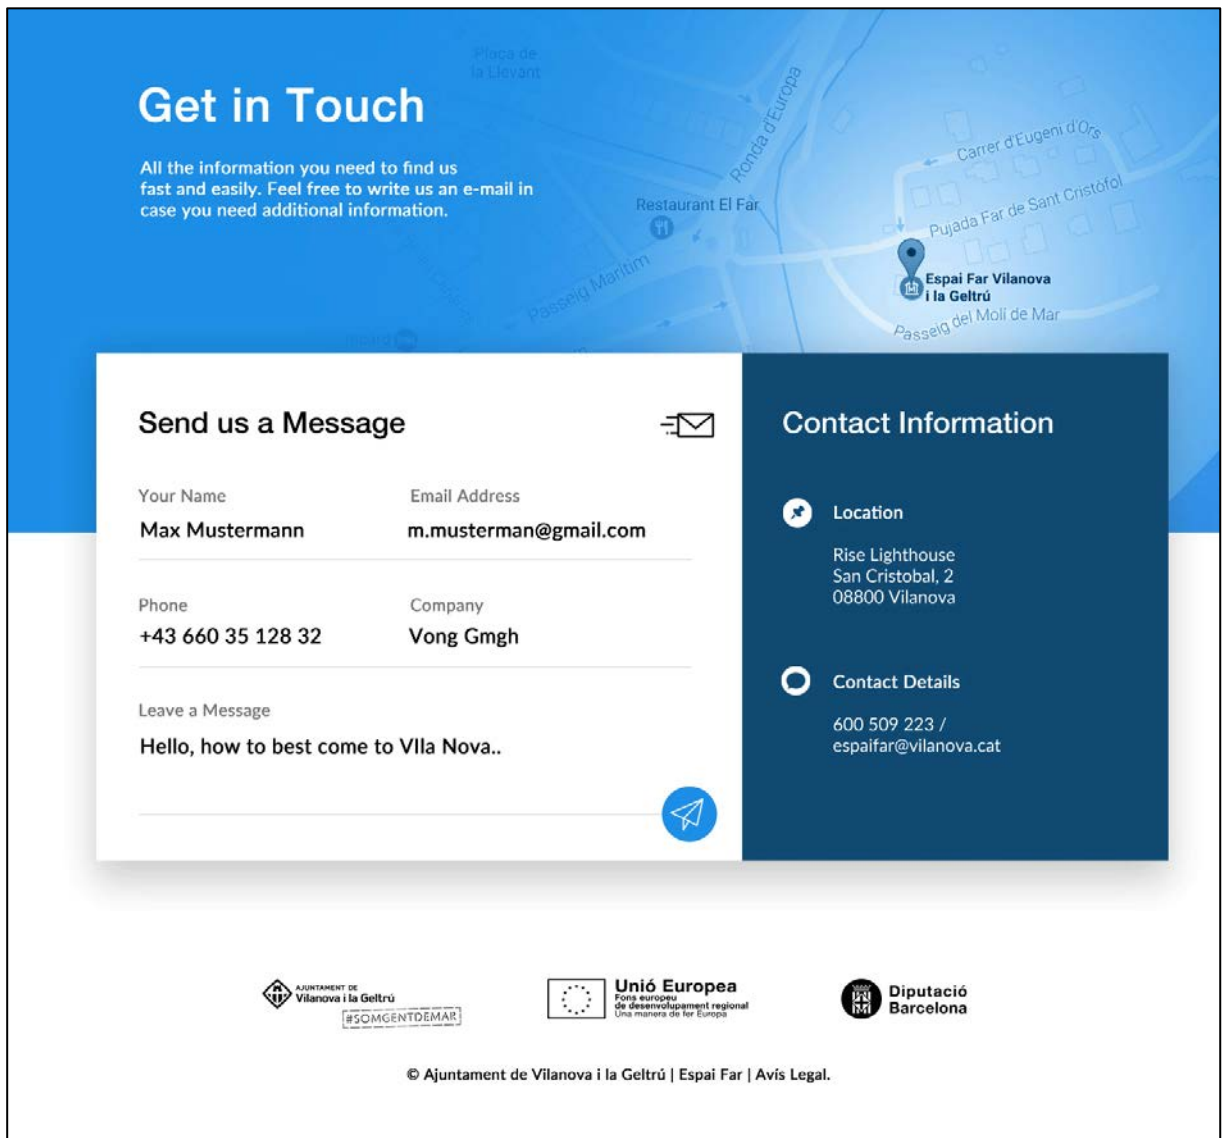 Plaça de
la Llevant
Get in Touch
All the information you need to find us
fast and easily. Feel free to write us an e-mail in
case you need additional information.
Ronda d'Europa
Carrer d'Eugeni d'Ors
Restaurant El Far
Pujada Far de Sant Cristòfol
Passeig Marítim
Espai Far Vilanova
i la Geltrú
Passeig del Molí de Mar
Send us a Message
Your Name
Email Address
Max Mustermann
m.musterman@gmail.com
Phone
Company
+43 660 35 128 32
Vong Gmgh
Leave a Message
Hello, how to best come to VIla Nova..
Contact Information
Location
Rise Lighthouse
San Cristobal, 2
08800 Vilanova
Contact Details
600 509 223 /
espaifar@vilanova.cat
AJUNTAMENT DE
Vilanova i la Geltrú
#SOMGENTDEMAR
Unió Europea
Fons europeu
de desenvolupament regional
Una manera de fer Europa
Diputació
Barcelona
© Ajuntament de Vilanova i la Geltrú | Espai Far | Avís Legal.